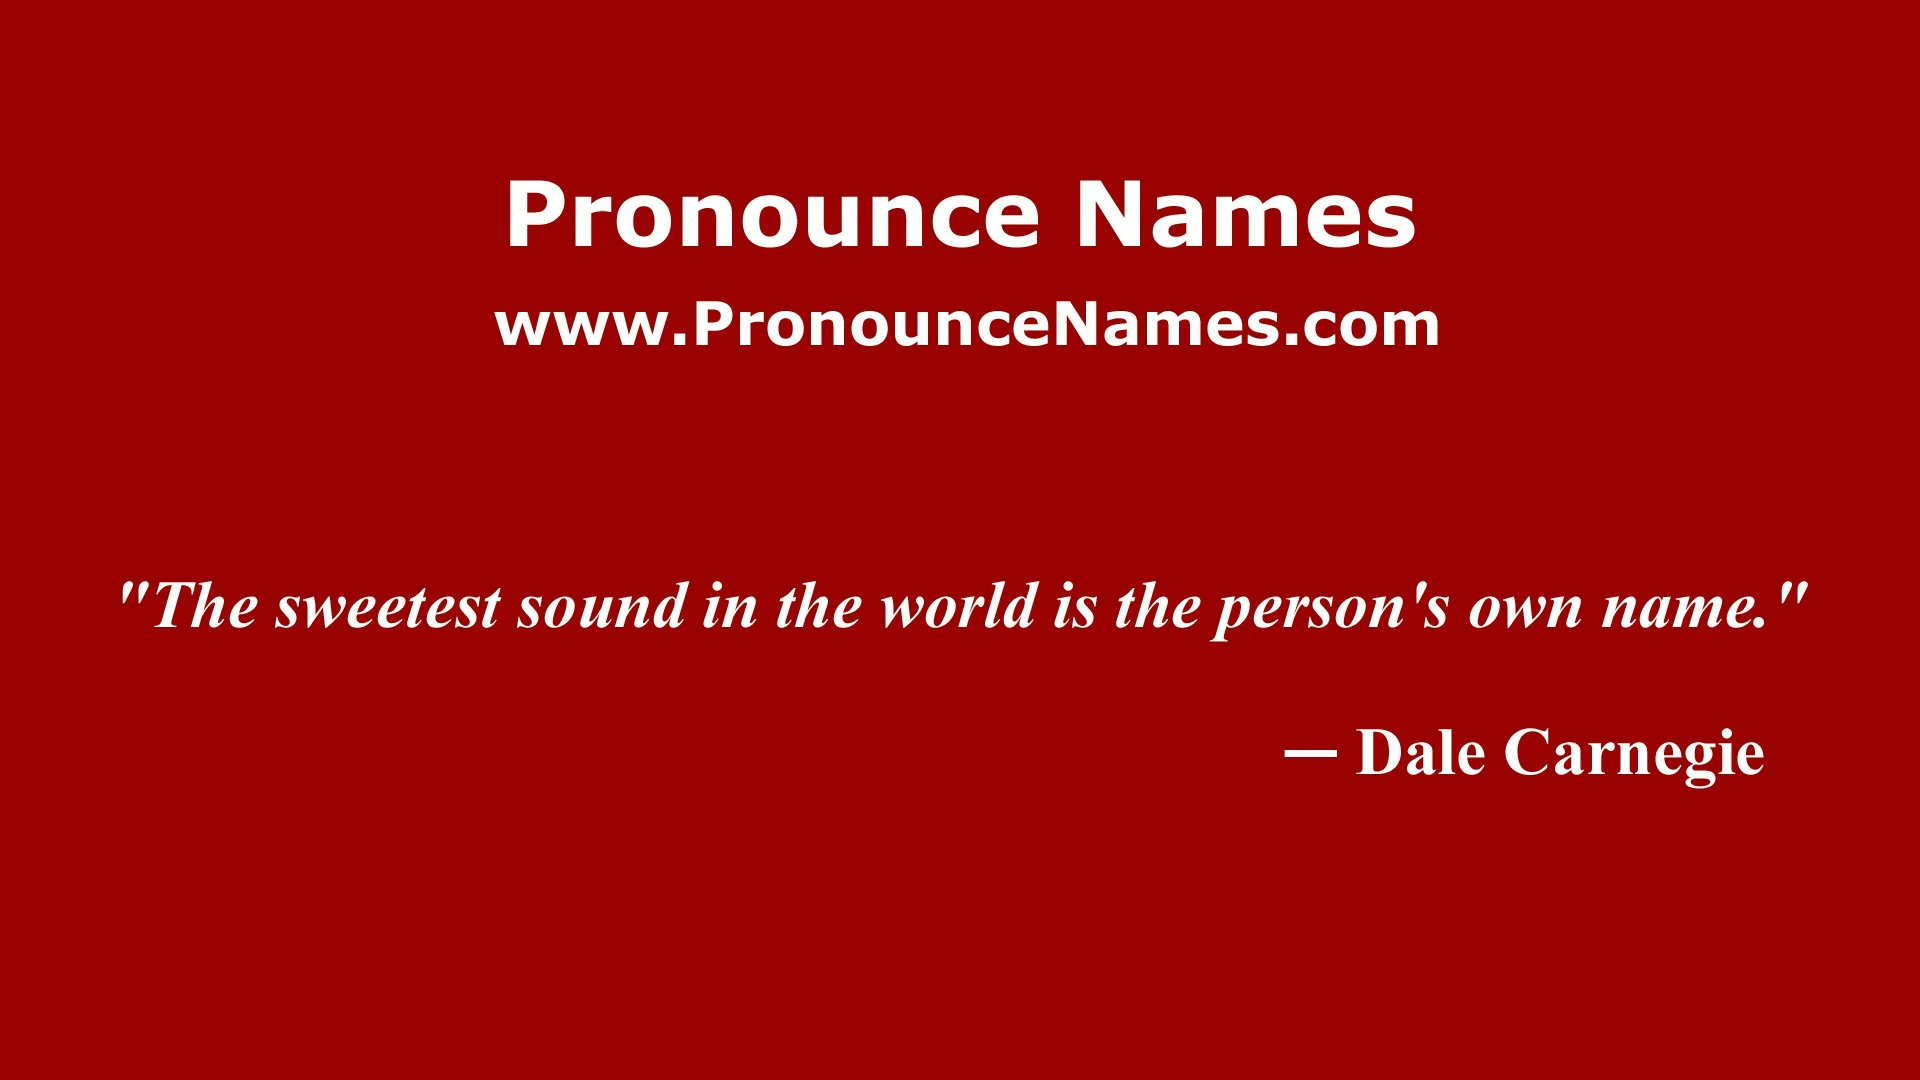 Pronounce Names
www.PronounceNames.com
"The sweetest sound in the world is the person's own name."
— Dale Carnegie